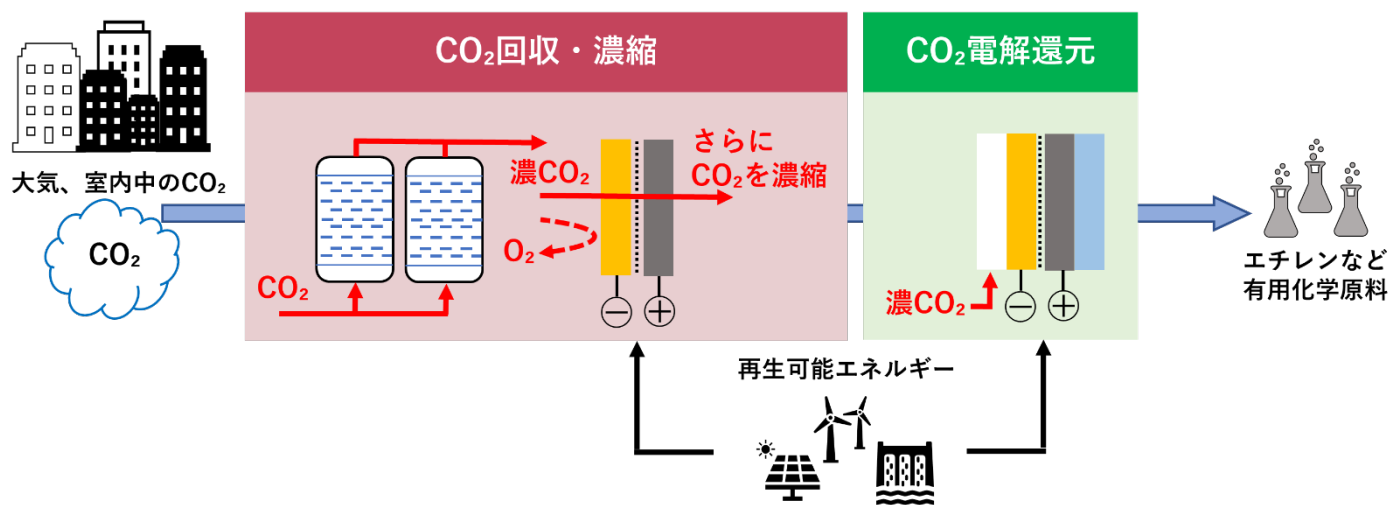 CO₂回収・濃縮
CO₂電解還元
大気、室内中のCO₂
CO₂
CO₂
濃CO₂
O₂
さらに
CO₂を濃縮
−
+
濃CO₂
−
+
エチレンなど
有用化学原料
再生可能エネルギー